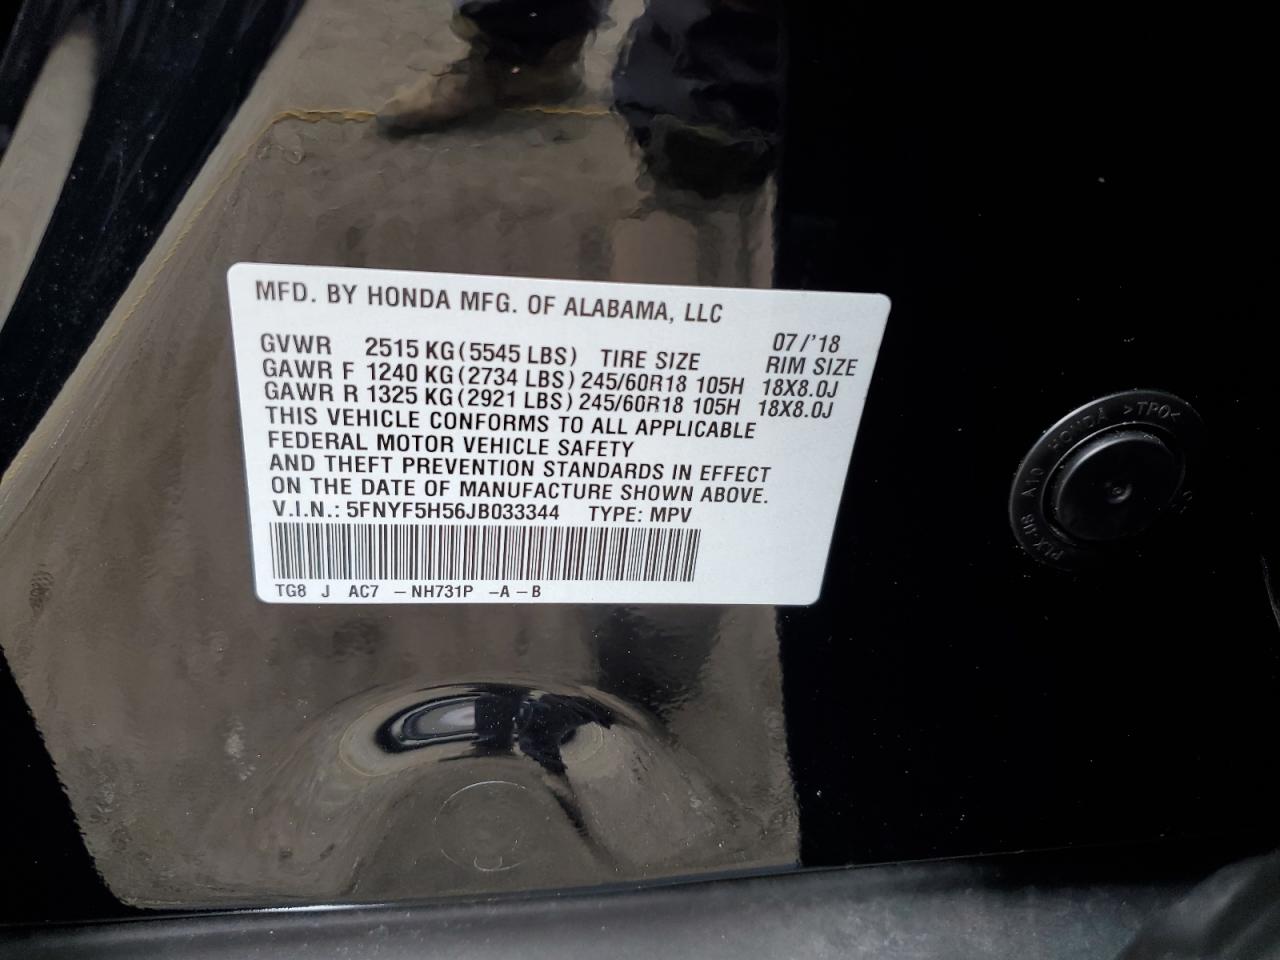 MFD. BY HONDA MFG. OF ALABAMA, LLC
07/'18
GVWR 2515 KG (5545 LBS) TIRE SIZE RIM SIZE
GAWR F 1240 KG (2734 LBS) 245/60R18 105H 18X8.0J
GAWR R 1325 KG (2921 LBS) 245/60R18 105H 18X8.0J
THIS VEHICLE CONFORMS TO ALL APPLICABLE
FEDERAL MOTOR VEHICLE SAFETY
AND THEFT PREVENTION STANDARDS IN EFFECT
ON THE DATE OF MANUFACTURE SHOWN ABOVE.
V.I.N.: 5FNYF5H56JB033344 TYPE: MPV
TG8 J AC7 –NH731P –A–B
HONDA >TPO<